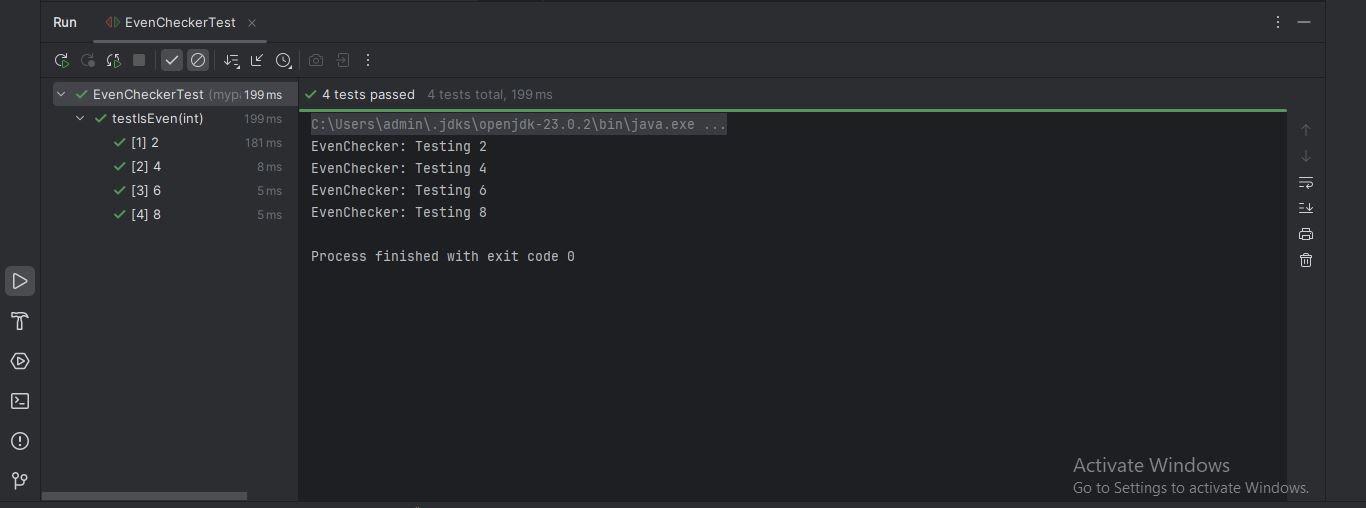 Run EvenCheckerTest
EvenCheckerTest (mypa 199 ms
testIsEven(int) 199 ms
[1] 2 181 ms
[2] 4 8 ms
[3] 6 5 ms
[4] 8 5 ms
4 tests passed 4 tests total, 199 ms
C:\Users\admin\.jdks\openjdk-23.0.2\bin\java.exe ...
EvenChecker: Testing 2
EvenChecker: Testing 4
EvenChecker: Testing 6
EvenChecker: Testing 8
Process finished with exit code 0
Activate Windows
Go to Settings to activate Windows.